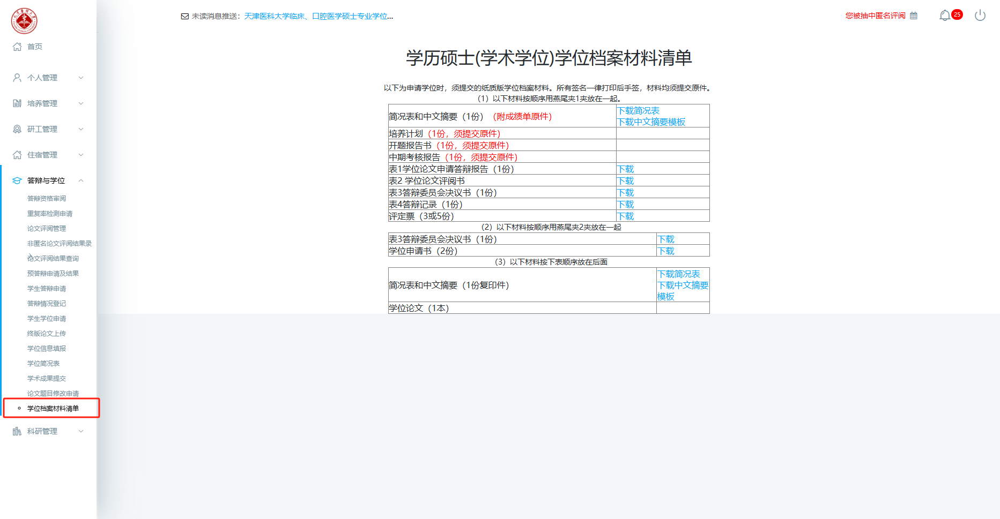 未读消息推送：天津医科大学临床、口腔医学硕士专业学位...
您被抽中匿名评阅
25
首页
个人管理
培养管理
研工管理
住宿管理
答辩与学位
答辩资格审阅
重复率检测申请
论文评阅管理
非匿名论文评阅结果录
论文评阅结果查询
预答辩申请及结果
学生答辩申请
答辩情况登记
学生学位申请
终版论文上传
学位信息填报
学位简况表
学术成果提交
论文题目修改申请
学位档案材料清单
科研管理
学历硕士(学术学位)学位档案材料清单
以下为申请学位时，须提交的纸质版学位档案材料。所有签名一律打印后手签，材料均须提交原件。
（1）以下材料按顺序用燕尾夹1夹放在一起。
简况表和中文摘要（1份）（附成绩单原件）
下载简况表
下载中文摘要模板
培养计划（1份，须提交原件）
开题报告书（1份，须提交原件）
中期考核报告（1份，须提交原件）
表1学位论文申请答辩报告（1份） 下载
表2 学位论文评阅书 下载
表3答辩委员会决议书（1份） 下载
表4答辩记录（1份） 下载
评定票（3或5份） 下载
（2）以下材料按顺序用燕尾夹2夹放在一起
表3答辩委员会决议书（1份） 下载
学位申请书（2份） 下载
（3）以下材料按下表顺序放在后面
简况表和中文摘要（1份复印件）
下载简况表
下载中文摘要
模板
学位论文（1本）